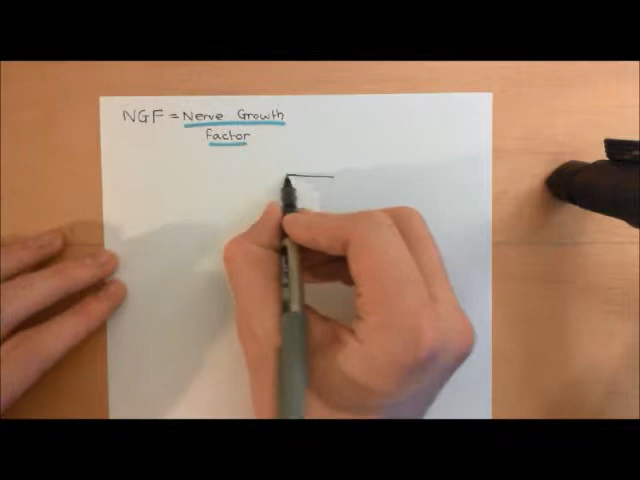 NGF = Nerve Growth
factor